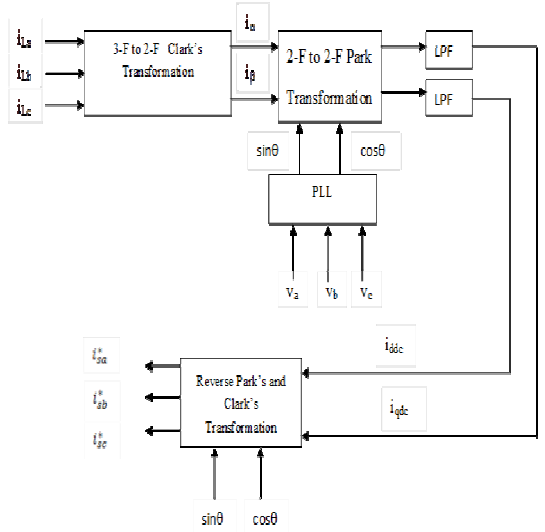 iLa
iLb
iLc
3-F to 2-F Clark's
Transformation
iα
iβ
2-F to 2-F Park
Transformation
LPF
LPF
sinθ
cosθ
PLL
va
vb
vc
iddc
iqdc
i*sa
i*sb
i*sc
Reverse Park's and
Clark's
Transformation
sinθ
cosθ